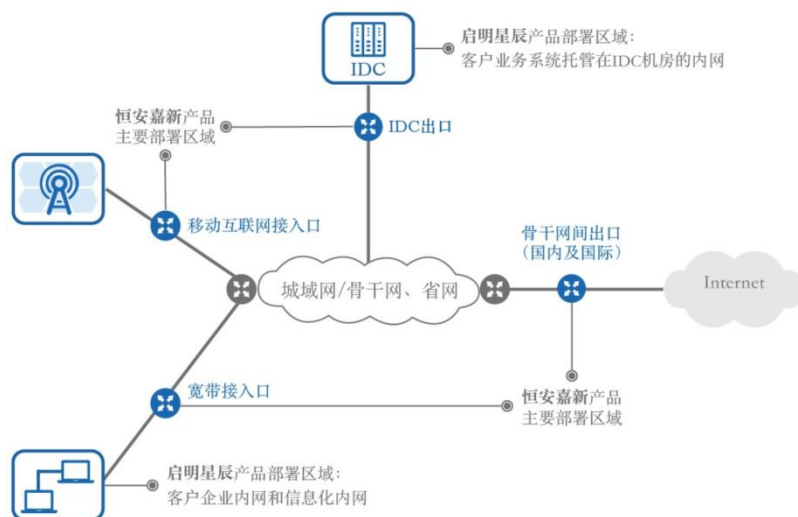 启明星辰产品部署区域：
客户业务系统托管在IDC机房的内网
IDC
恒安嘉新产品
主要部署区域
IDC出口
移动互联网接入口
骨干网间出口
（国内及国际）
城域网/骨干网、省网
Internet
宽带接入口
恒安嘉新产品
主要部署区域
启明星辰产品部署区域：
客户企业内网和信息化内网